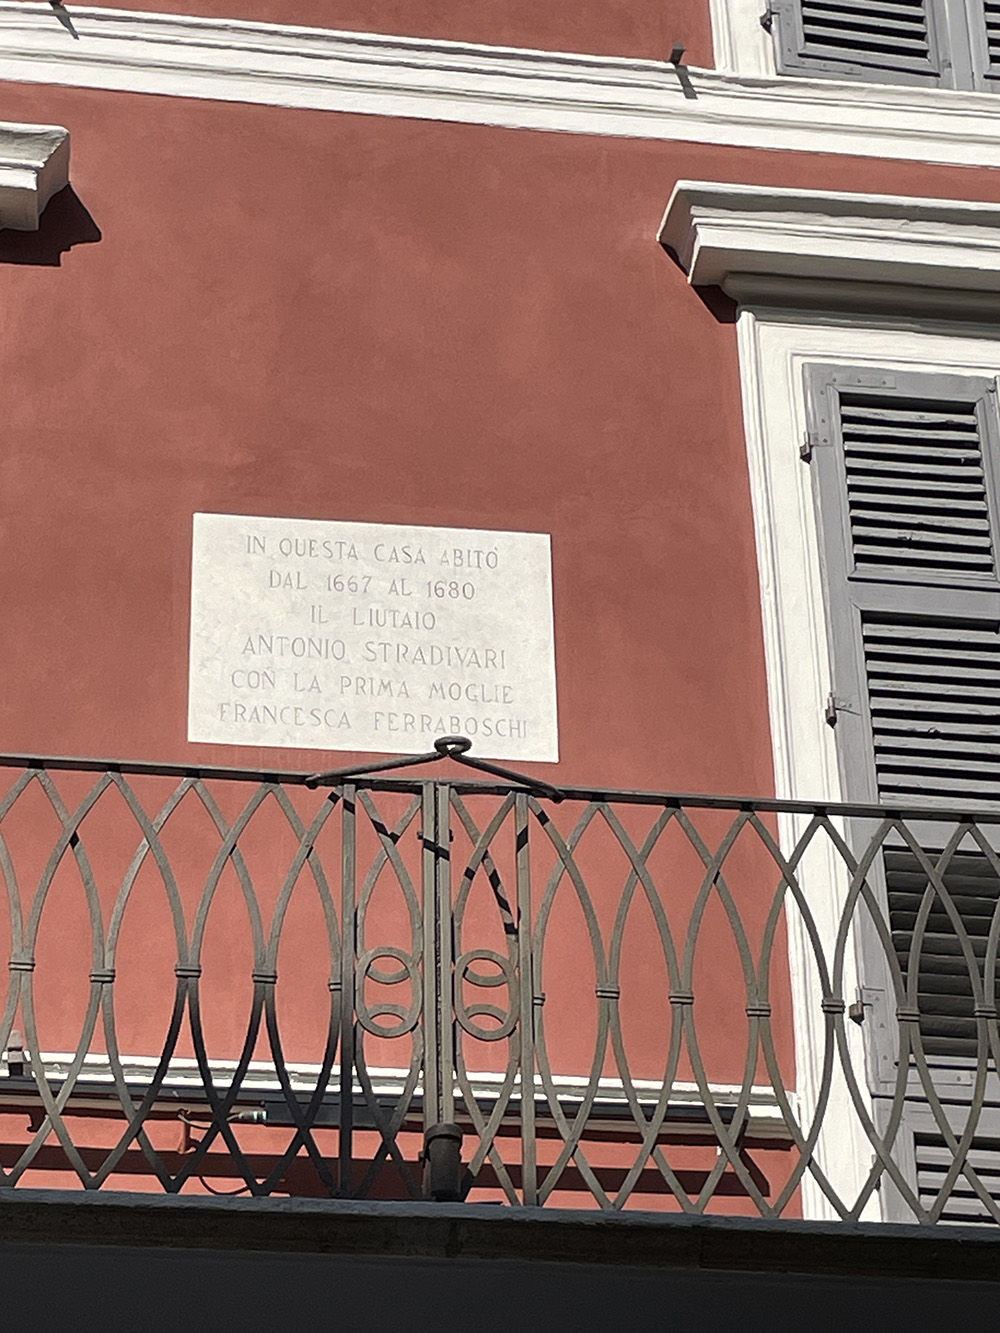 IN QUESTA CASA ABITÒ
DAL 1667 AL 1680
IL LIUTAIO
ANTONIO STRADIVARI
CON LA PRIMA MOGLIE
FRANCESCA FERRABOSCHI